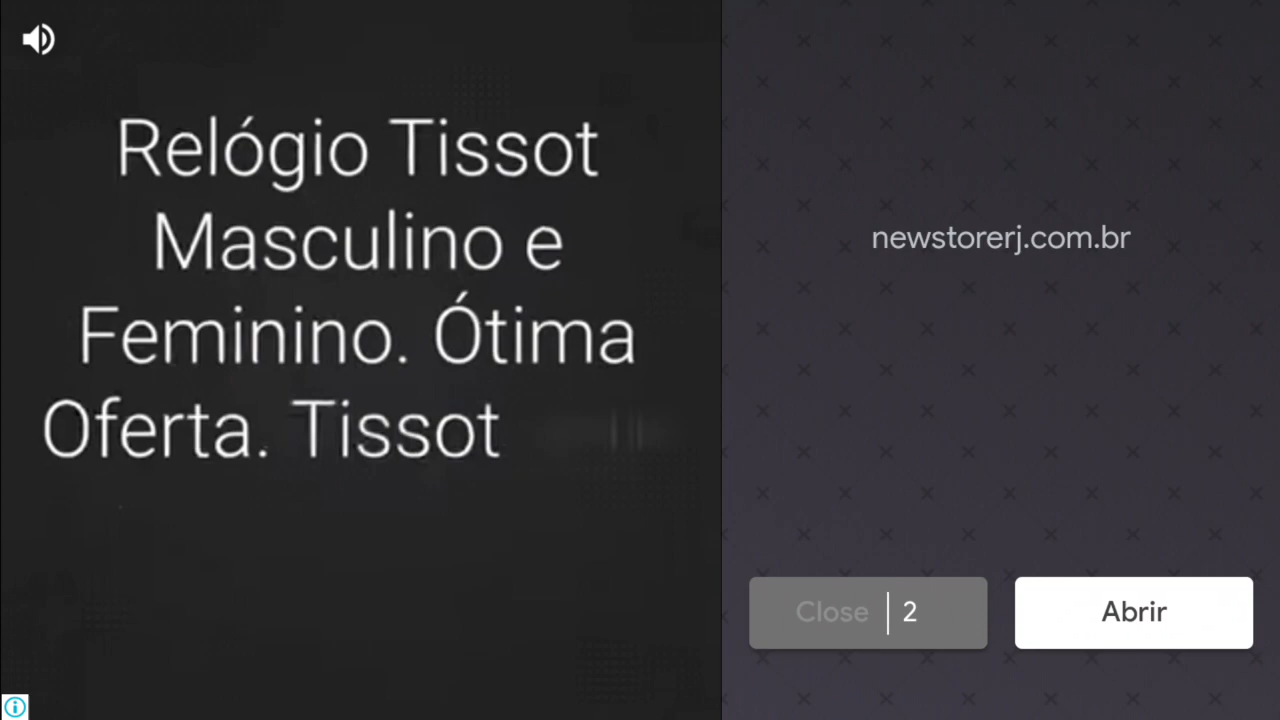 Relógio Tissot
Masculino e
Feminino. Ótima
Oferta. Tissot
newstorerj.com.br
Close 2
Abrir